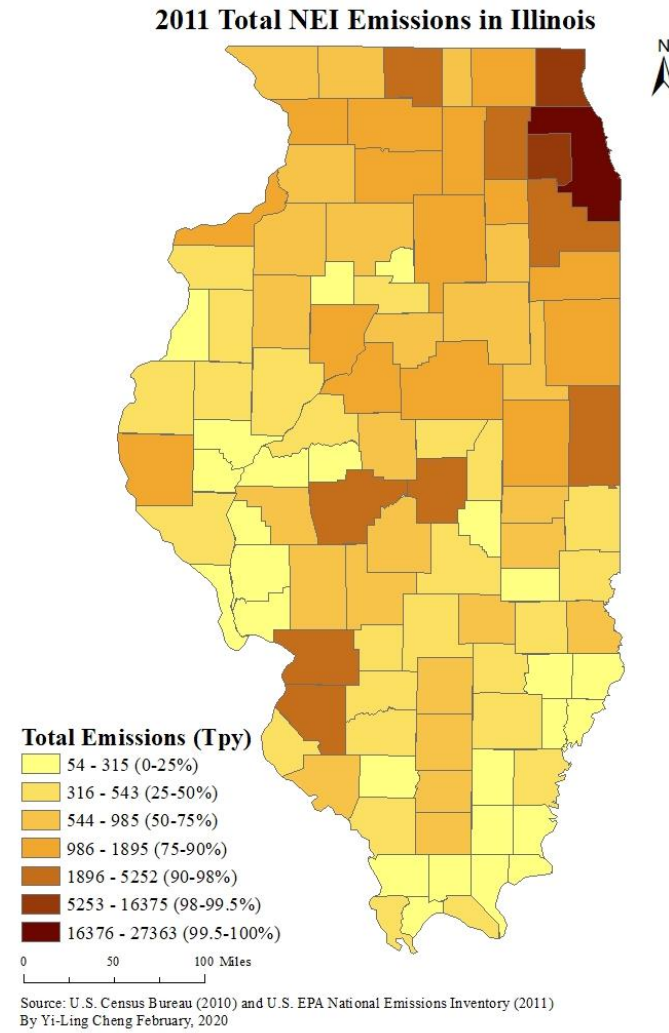 2011 Total NEI Emissions in Illinois
N
Total Emissions (Tpy)
54 - 315 (0-25%)
316 - 543 (25-50%)
544 - 985 (50-75%)
986 - 1895 (75-90%)
1896 - 5252 (90-98%)
5253 - 16375 (98-99.5%)
16376 - 27363 (99.5-100%)
0 50 100 Miles
Source: U.S. Census Bureau (2010) and U.S. EPA National Emissions Inventory (2011)
By Yi-Ling Cheng February, 2020